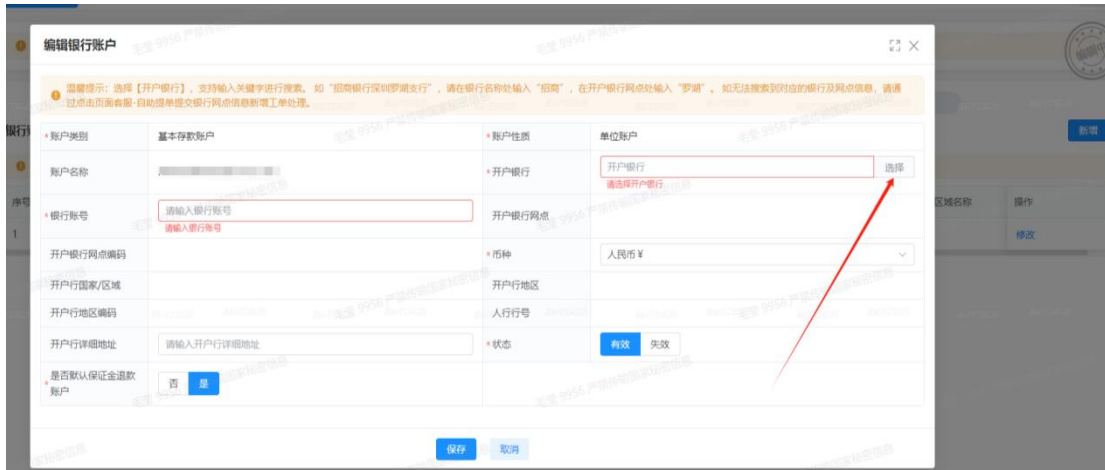 编辑银行账户
温馨提示：选择【开户银行】，支持输入关键字进行搜索。 如“招商银行深圳罗湖支行”，请在银行名称处输入“招商”，在开户银行网点处输入“罗湖”。如无法搜索到对应的银行及网点信息，请通
过点击页面客服-自助提单提交银行网点信息新增工单处理。
银行 新增
*账户类别 基本存款账户 *账户性质 单位账户
账户名称 *开户银行 开户银行 选择
请选择开户银行
序号 区域名称 操作
*银行账号 请输入银行账号 开户银行网点
请输入银行账号
1 修改
开户银行网点编码 *币种 人民币￥
开户行国家/区域 开户行地区
开户行地区编码 人行行号
开户行详细地址 请输入开户行详细地址 *状态 有效 失效
*是否默认保证金退款
账户 否 是
保存 取消